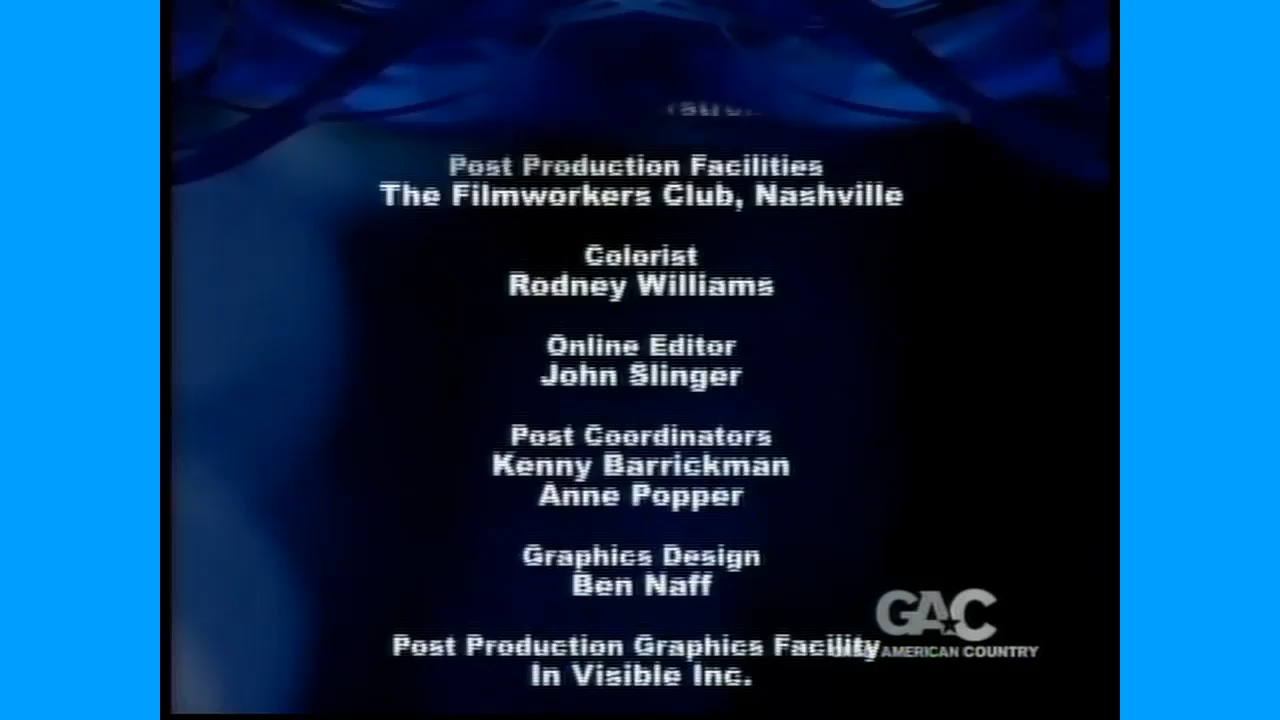 Post Production Facilities
The Filmworkers Club, Nashville
Colorist
Rodney Williams
Online Editor
John Slinger
Post Coordinators
Kenny Barrickman
Anne Popper
Graphics Design
Ben Naff
GAC
Post Production Graphics Facility
AMERICAN COUNTRY
In Visible Inc.